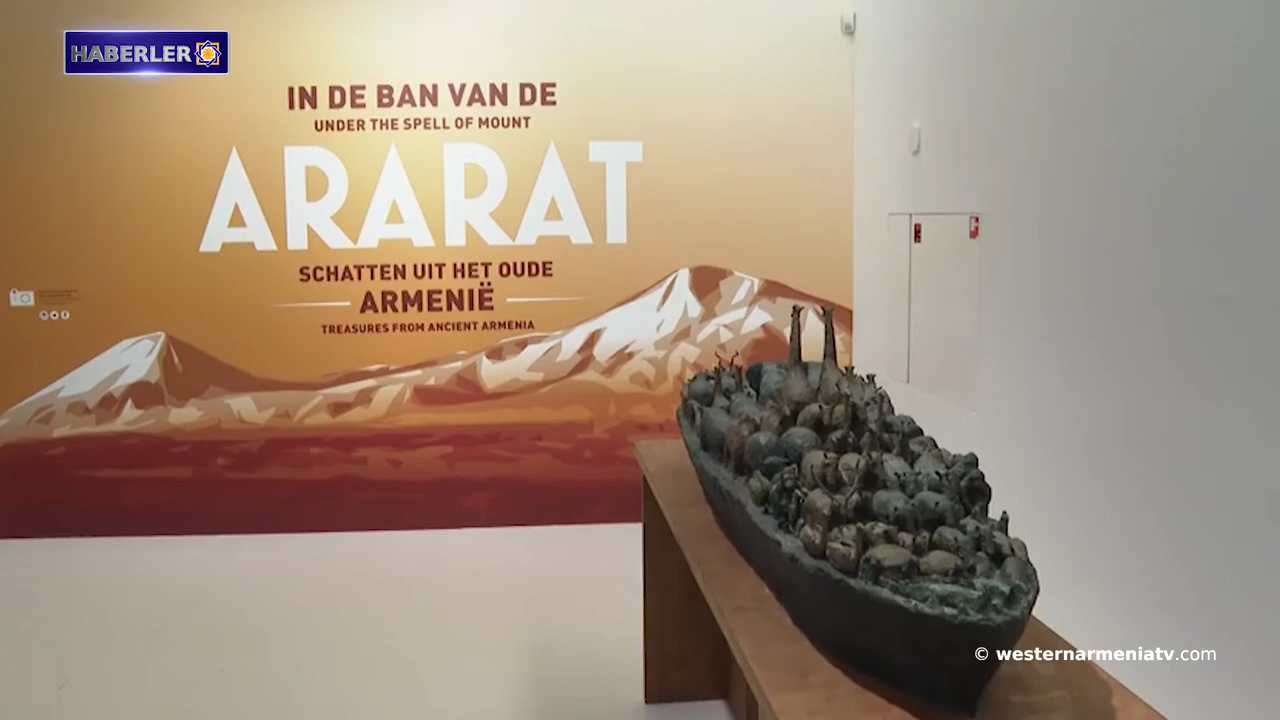 HABERLER
IN DE BAN VAN DE
UNDER THE SPELL OF MOUNT
ARARAT
SCHATTEN UIT HET OUDE
ARMENIË
TREASURES FROM ANCIENT ARMENIA
© westernarmeniatv.com